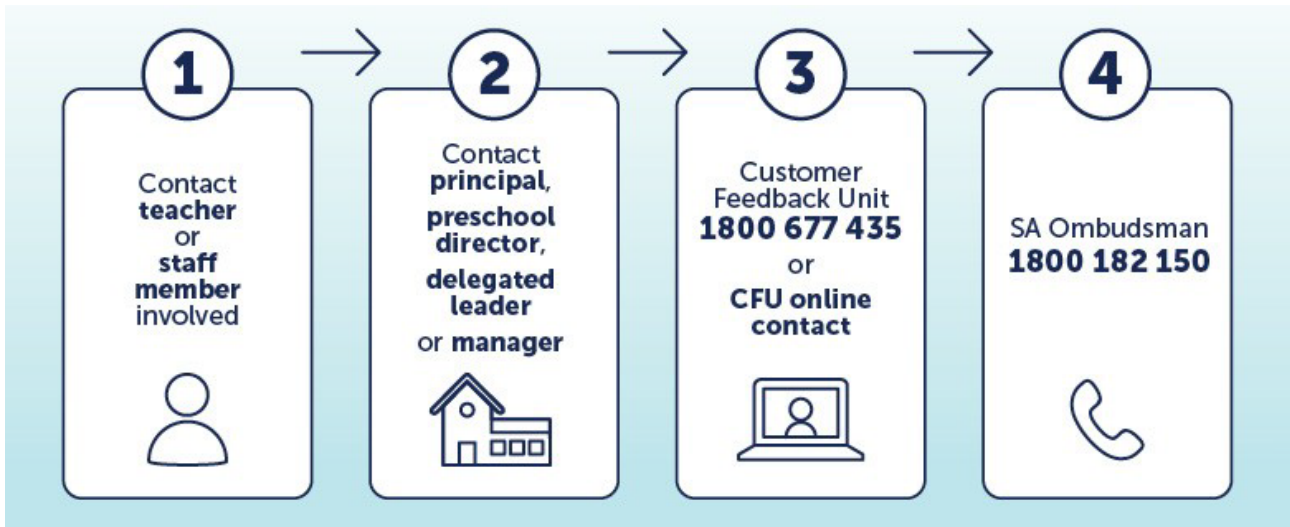 1
Contact
teacher
or
staff
member
involved
2
Contact
principal,
preschool
director,
delegated
leader
or manager
3
Customer
Feedback Unit
1800 677 435
or
CFU online
contact
4
SA Ombudsman
1800 182 150